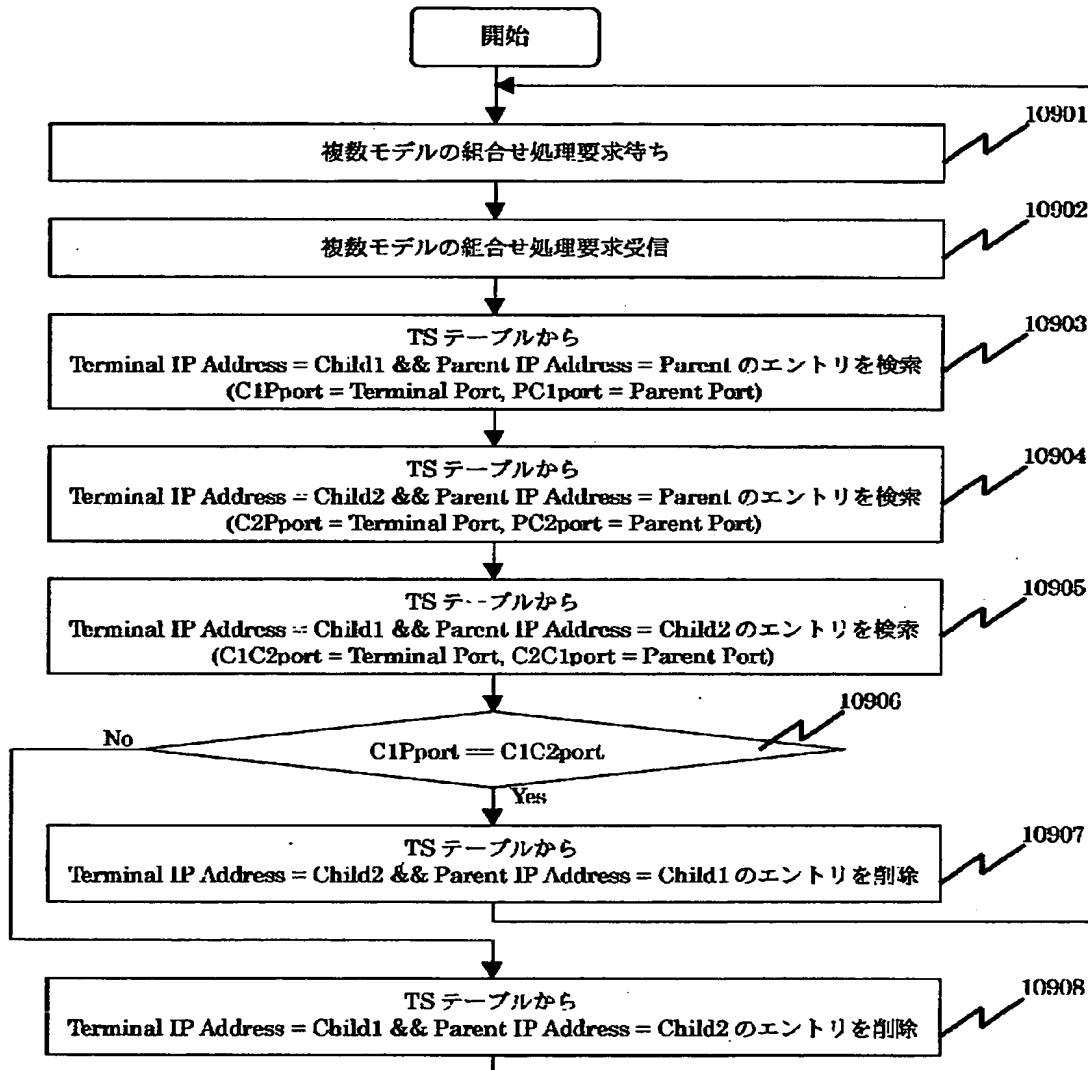 開始
10901
複数モデルの組合せ処理要求待ち
10902
複数モデルの組合せ処理要求受信
10903
TS テーブルから
Terminal IP Address = Child1 && Parent IP Address = Parent のエントリを検索
(C1Pport = Terminal Port, PC1port = Parent Port)
10904
TS テーブルから
Terminal IP Address = Child2 && Parent IP Address = Parent のエントリを検索
(C2Pport = Terminal Port, PC2port = Parent Port)
10905
TS テーブルから
Terminal IP Address = Child1 && Parent IP Address = Child2 のエントリを検索
(C1C2port = Terminal Port, C2C1port = Parent Port)
10906
No
C1Pport == C1C2port
Yes
10907
TS テーブルから
Terminal IP Address = Child2 && Parent IP Address = Child1 のエントリを削除
10908
TS テーブルから
Terminal IP Address = Child1 && Parent IP Address = Child2 のエントリを削除